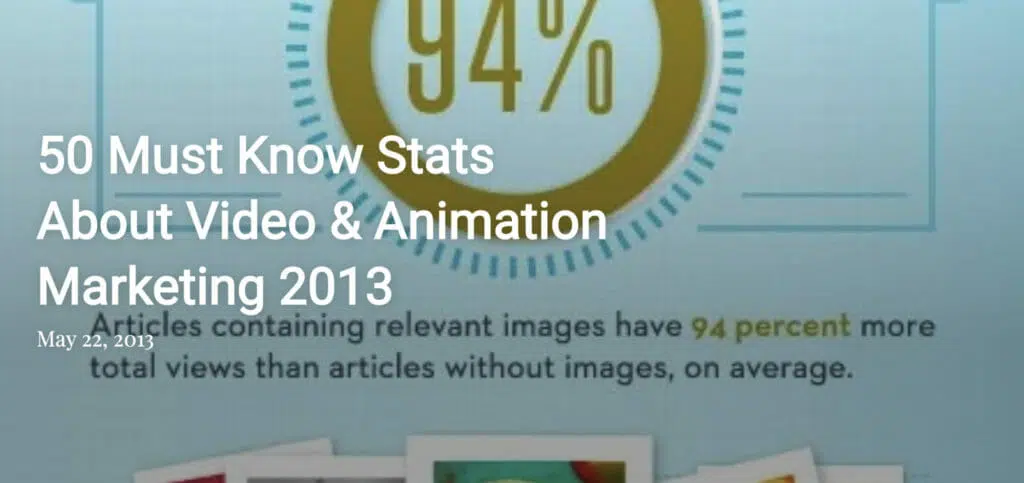 94%
50 Must Know Stats
About Video & Animation
Marketing 2013
May 22, 2013
Articles containing relevant images have 94 percent more
total views than articles without images, on average.